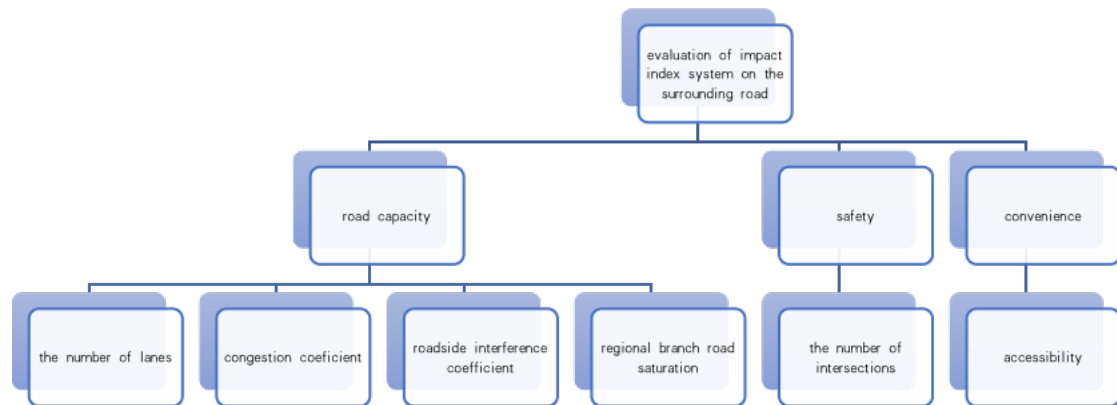 evaluation of impact
index system on the
surrounding road
road capacity
safety
convenience
the number of lanes
congestion coeficient
roadside interference
coefficient
regional branch road
saturation
the number of
intersections
accessibility